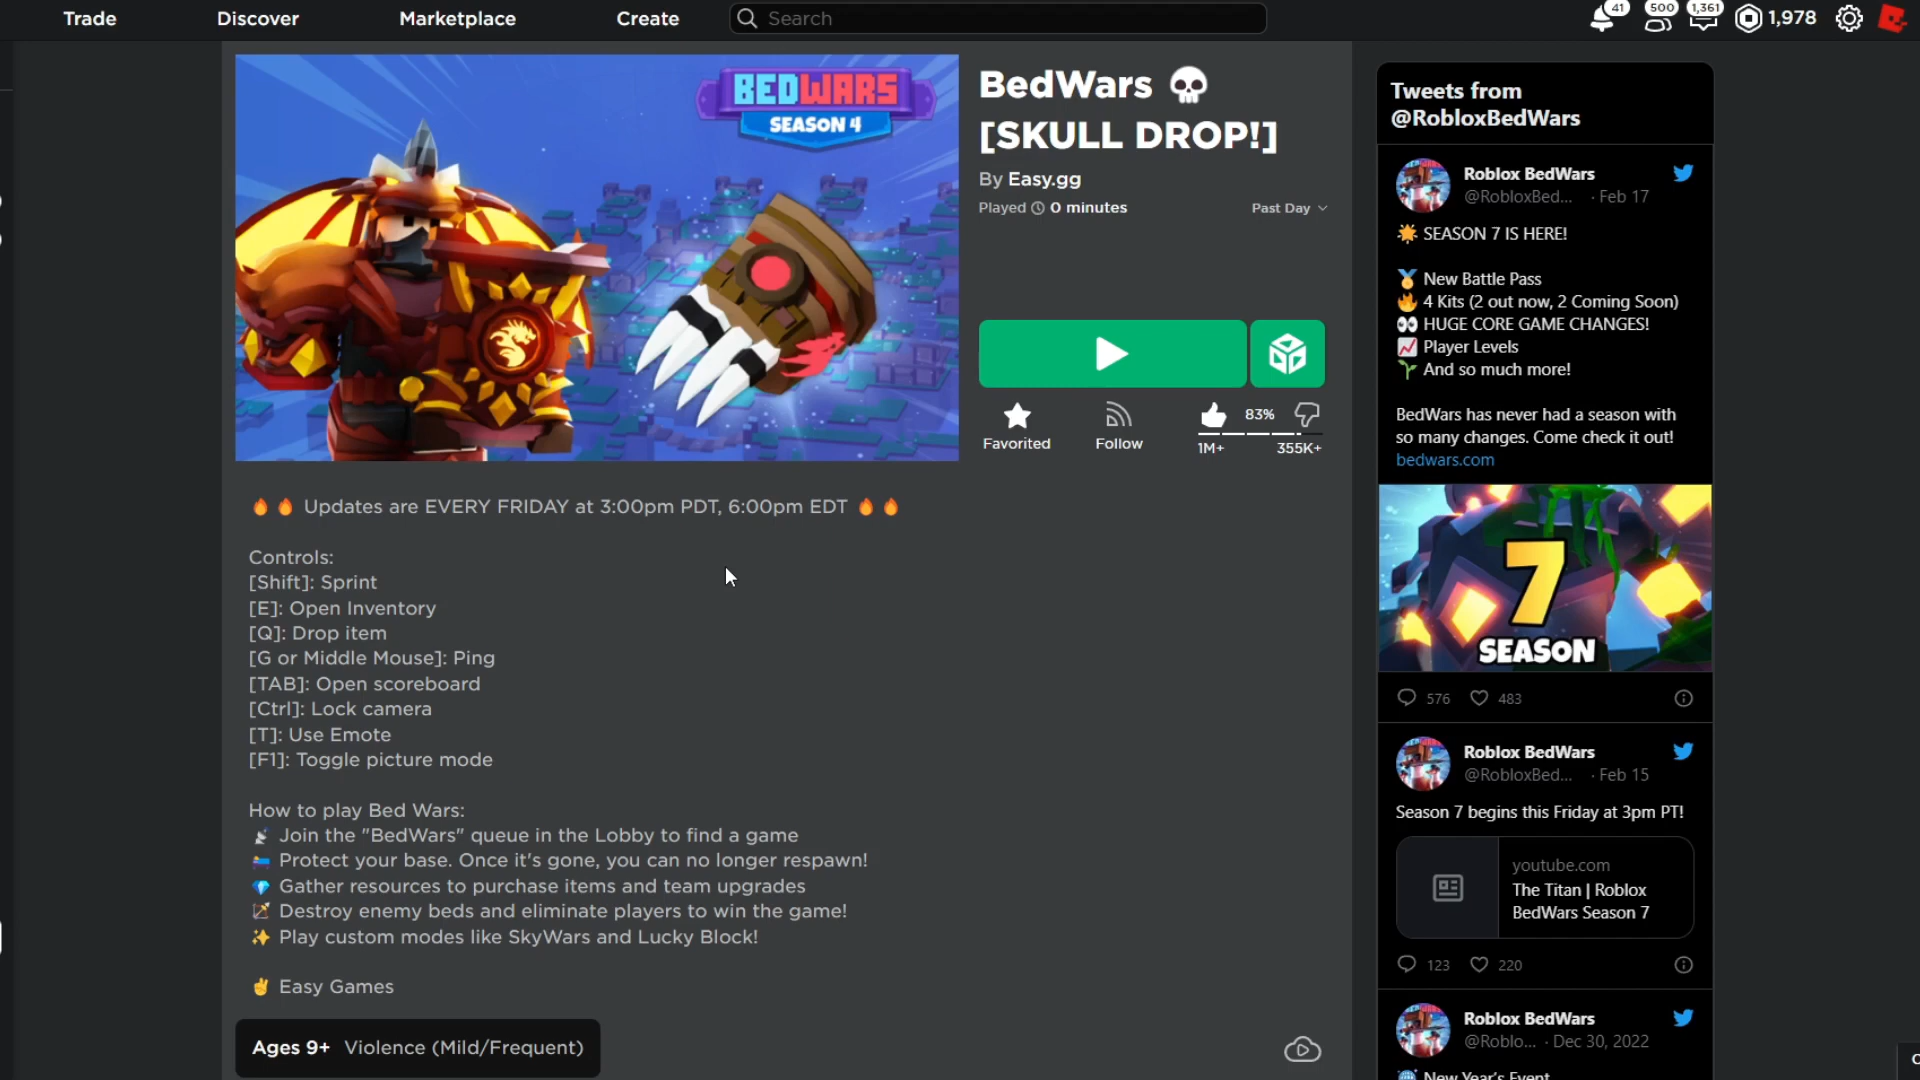 Trade
Discover
Marketplace
Create
Search
41
500
1,361
1,978
BEDWARS
SEASON 4
BedWars 💀
[SKULL DROP!]
By Easy.gg
Played 0 minutes
Past Day
Favorited
Follow
83%
1M+
355K+
🔥 🔥 Updates are EVERY FRIDAY at 3:00pm PDT, 6:00pm EDT 🔥 🔥
Controls:
[Shift]: Sprint
[E]: Open Inventory
[Q]: Drop item
[G or Middle Mouse]: Ping
[TAB]: Open scoreboard
[Ctrl]: Lock camera
[T]: Use Emote
[F1]: Toggle picture mode
How to play Bed Wars:
Join the "BedWars" queue in the Lobby to find a game
🛏️ Protect your base. Once it's gone, you can no longer respawn!
💎 Gather resources to purchase items and team upgrades
🏹 Destroy enemy beds and eliminate players to win the game!
✨ Play custom modes like SkyWars and Lucky Block!
✌️ Easy Games
Ages 9+ Violence (Mild/Frequent)
Tweets from
@RobloxBedWars
Roblox BedWars
@RobloxBed... · Feb 17
🌟 SEASON 7 IS HERE!
🏅 New Battle Pass
🔥 4 Kits (2 out now, 2 Coming Soon)
👀 HUGE CORE GAME CHANGES!
📈 Player Levels
🌱 And so much more!
BedWars has never had a season with
so many changes. Come check it out!
bedwars.com
7
SEASON
576
483
Roblox BedWars
@RobloxBed... · Feb 15
Season 7 begins this Friday at 3pm PT!
youtube.com
The Titan | Roblox
BedWars Season 7
123
220
Roblox BedWars
@Roblo... · Dec 30, 2022
New Year's Event